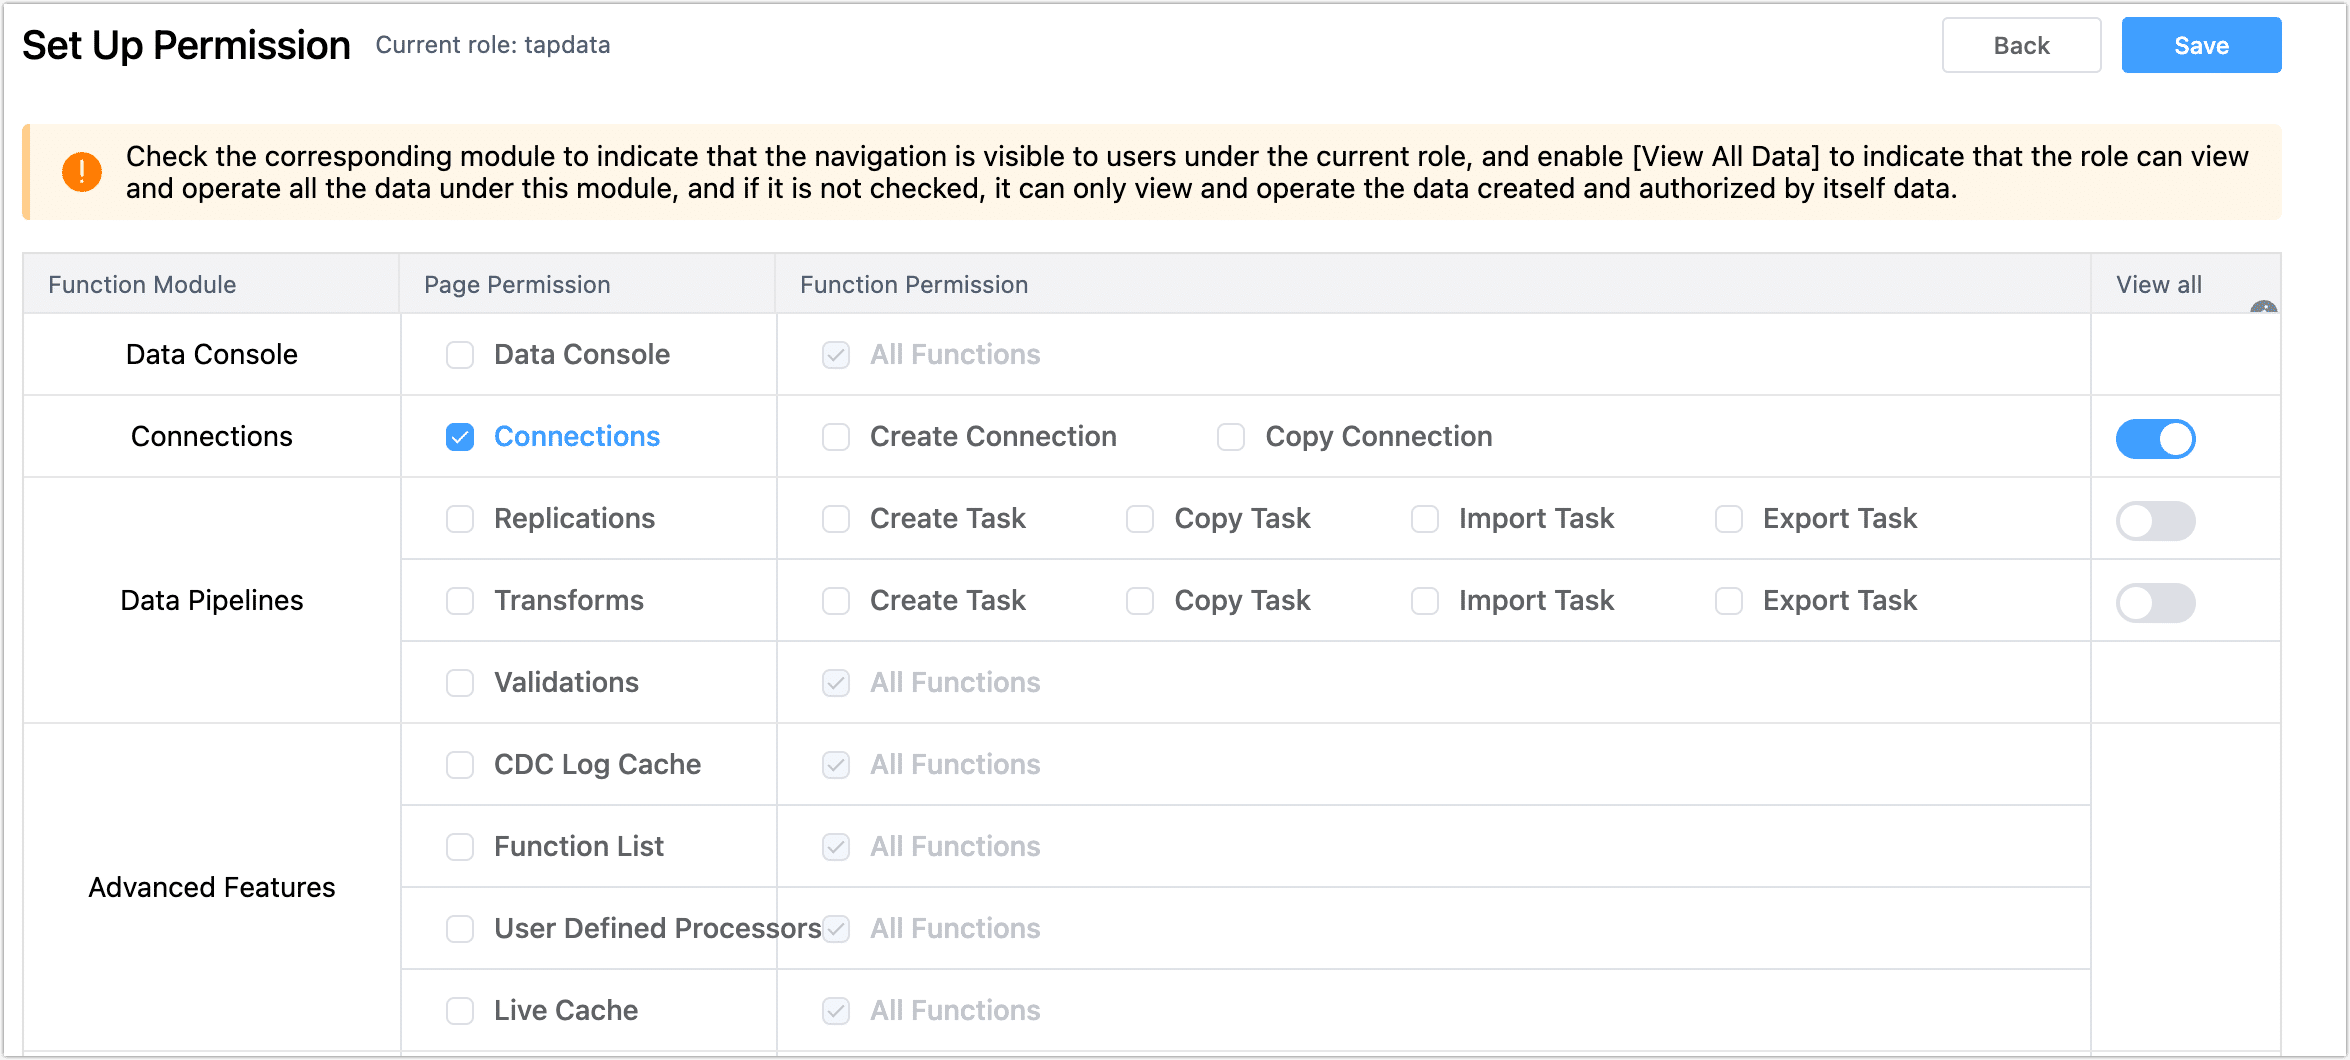 Set Up Permission Current role: tapdata Back Save
Check the corresponding module to indicate that the navigation is visible to users under the current role, and enable [View All Data] to indicate that the role can view
and operate all the data under this module, and if it is not checked, it can only view and operate the data created and authorized by itself data.
Function Module Page Permission Function Permission View all
Data Console Data Console All Functions
Connections Connections Create Connection Copy Connection
Replications Create Task Copy Task Import Task Export Task
Data Pipelines Transforms Create Task Copy Task Import Task Export Task
Validations All Functions
CDC Log Cache All Functions
Function List All Functions
Advanced Features
User Defined Processors All Functions
Live Cache All Functions